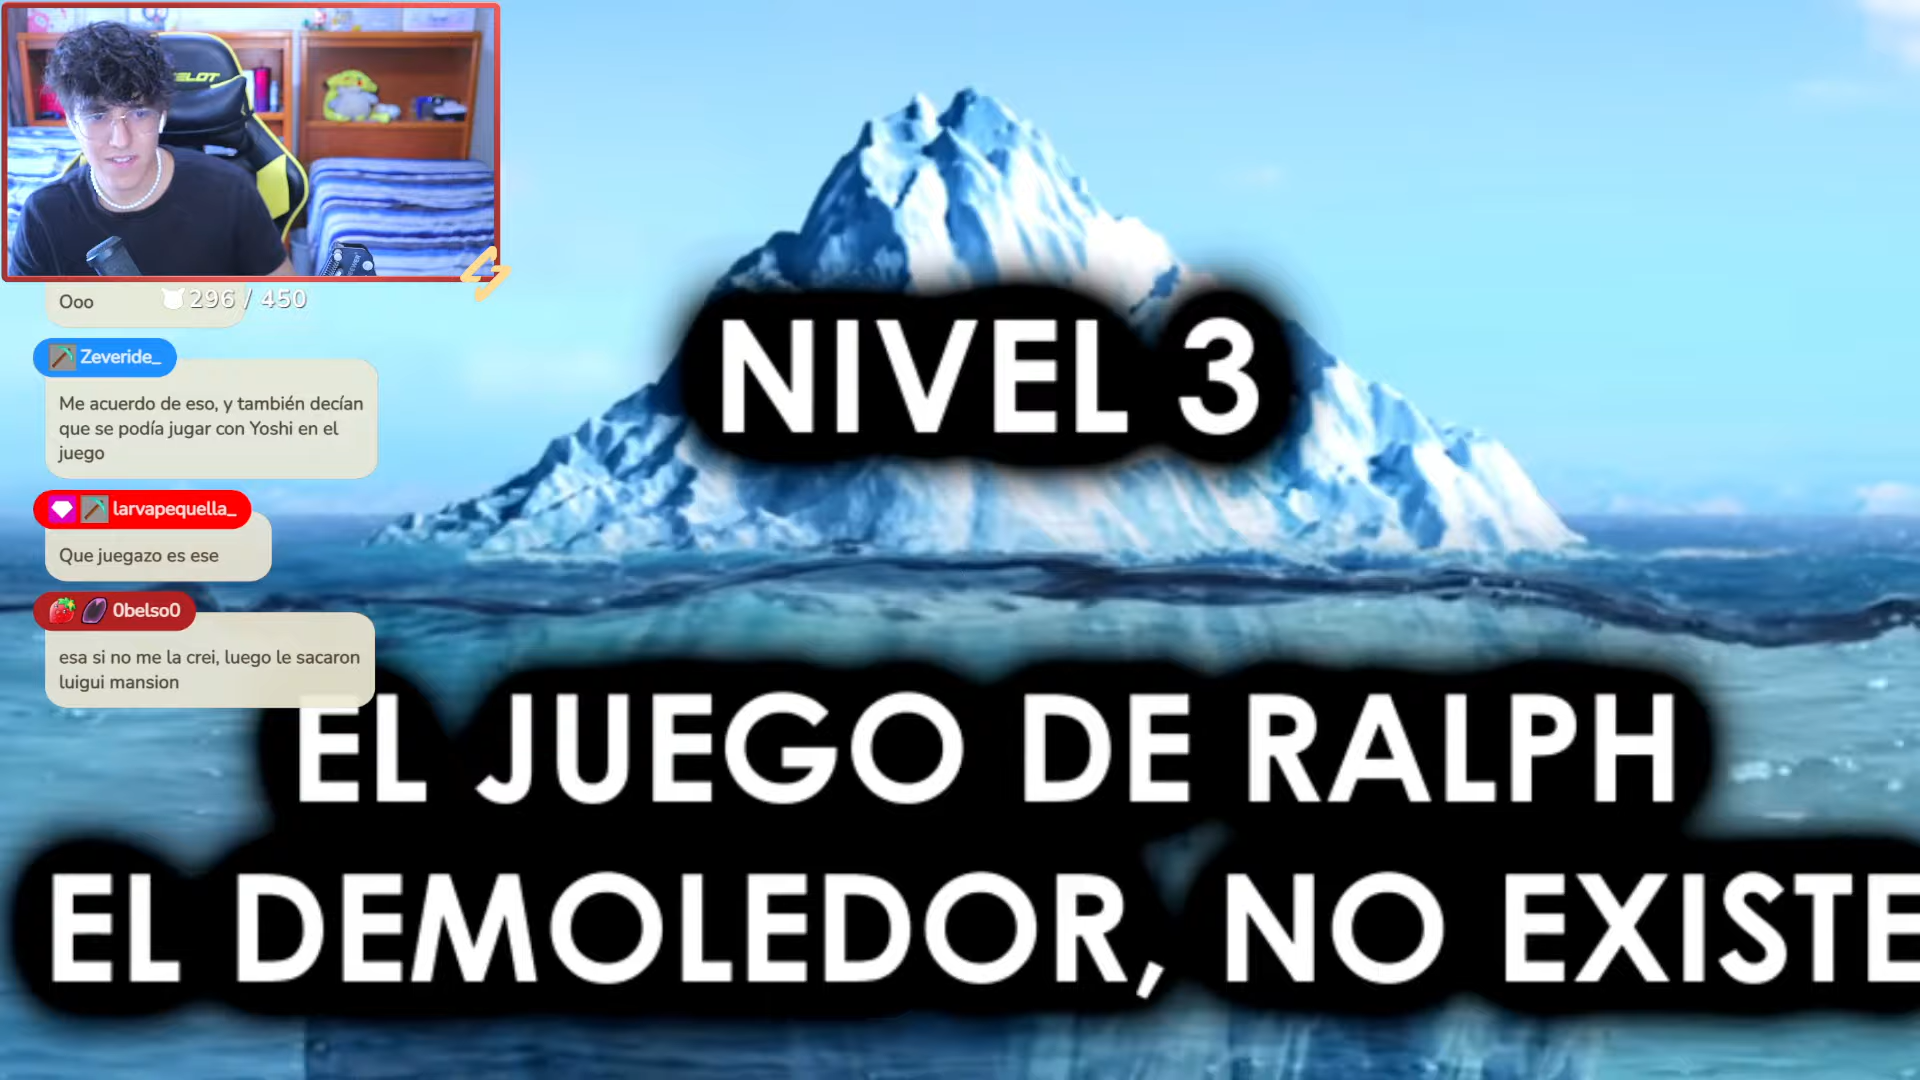 Ooo
296 / 450
Zeveride_
Me acuerdo de eso, y también decían
que se podía jugar con Yoshi en el
juego
larvapequella_
Que juegazo es ese
0belso0
esa si no me la crei, luego le sacaron
luigui mansion
NIVEL 3
EL JUEGO DE RALPH
EL DEMOLEDOR, NO EXISTE